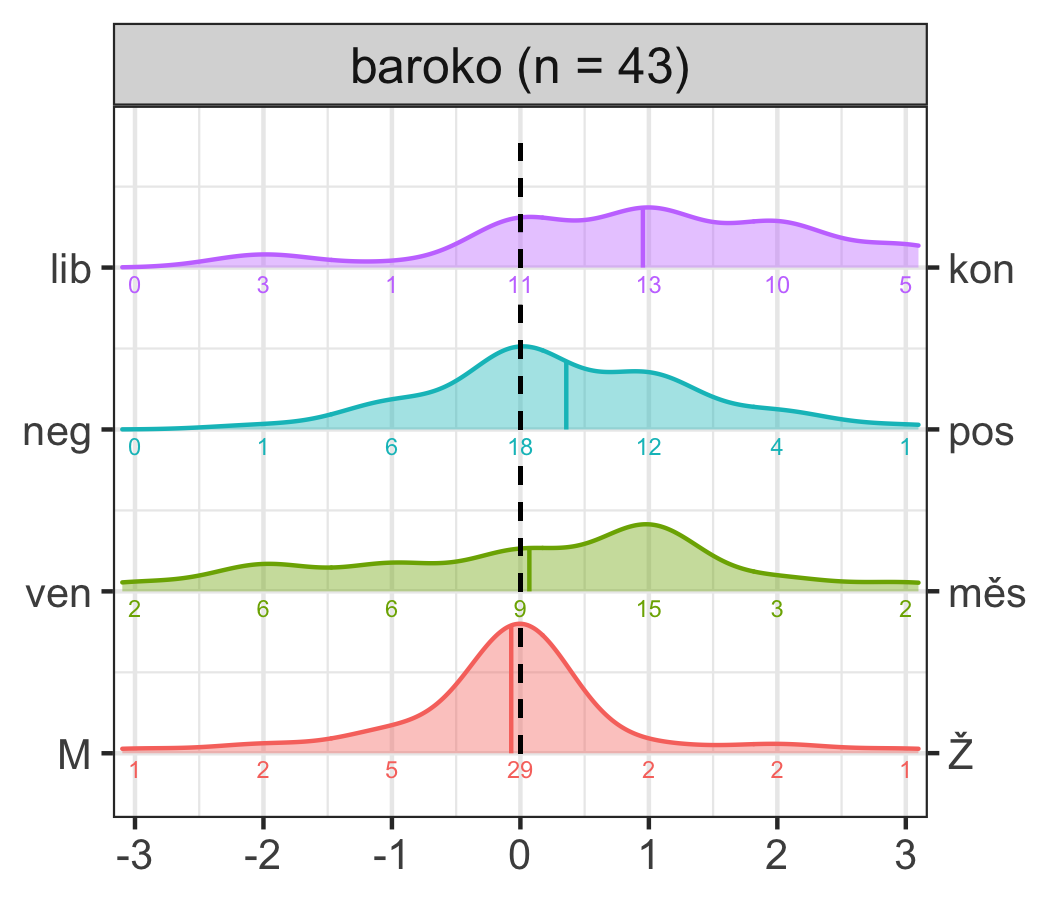 baroko (n = 43)
lib kon
0 3 1 11 13 10 5
neg pos
0 1 6 18 12 4 1
ven měs
2 6 6 9 15 3 2
M Ž
1 2 5 29 2 2 1
-3 -2 -1 0 1 2 3